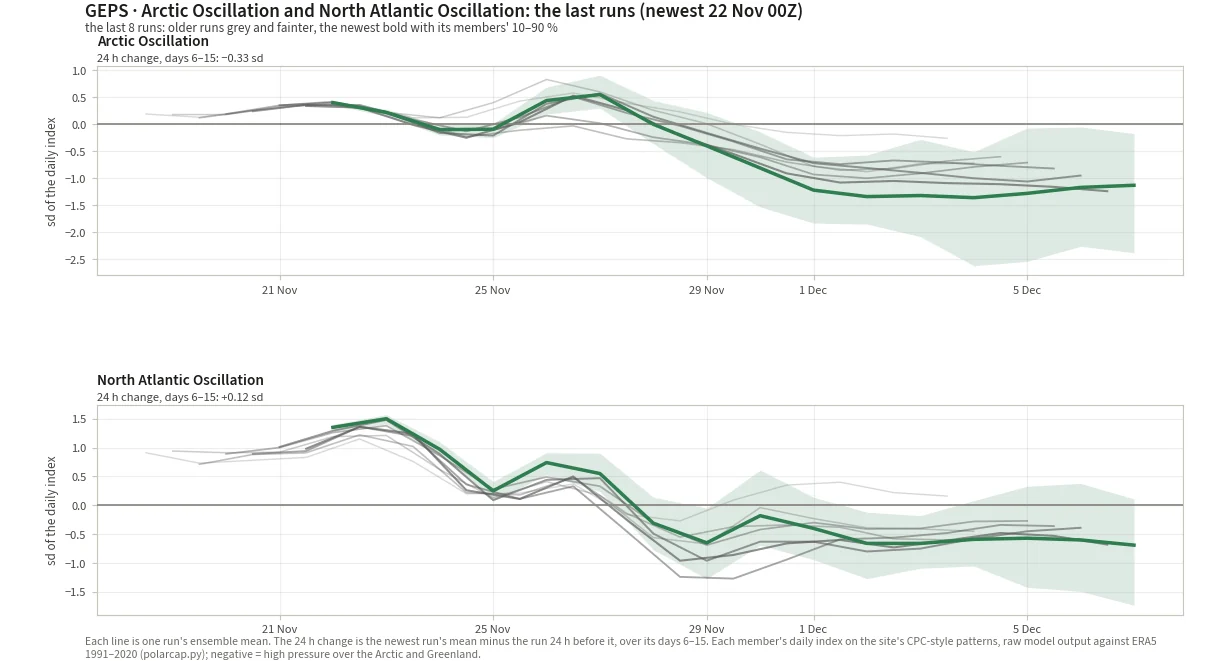 GEPS · Arctic Oscillation and North Atlantic Oscillation: the last runs (newest 22 Nov 00Z)
the last 8 runs: older runs grey and fainter, the newest bold with its members' 10–90 %
Arctic Oscillation
24 h change, days 6–15: −0.33 sd
sd of the daily index
1.0
0.5
0.0
−0.5
−1.0
−1.5
−2.0
−2.5
21 Nov
25 Nov
29 Nov
1 Dec
5 Dec
North Atlantic Oscillation
24 h change, days 6–15: +0.12 sd
sd of the daily index
1.5
1.0
0.5
0.0
−0.5
−1.0
−1.5
21 Nov
25 Nov
29 Nov
1 Dec
5 Dec
Each line is one run's ensemble mean. The 24 h change is the newest run's mean minus the run 24 h before it, over its days 6–15. Each member's daily index on the site's CPC-style patterns, raw model output against ERA5
1991–2020 (polarcap.py); negative = high pressure over the Arctic and Greenland.